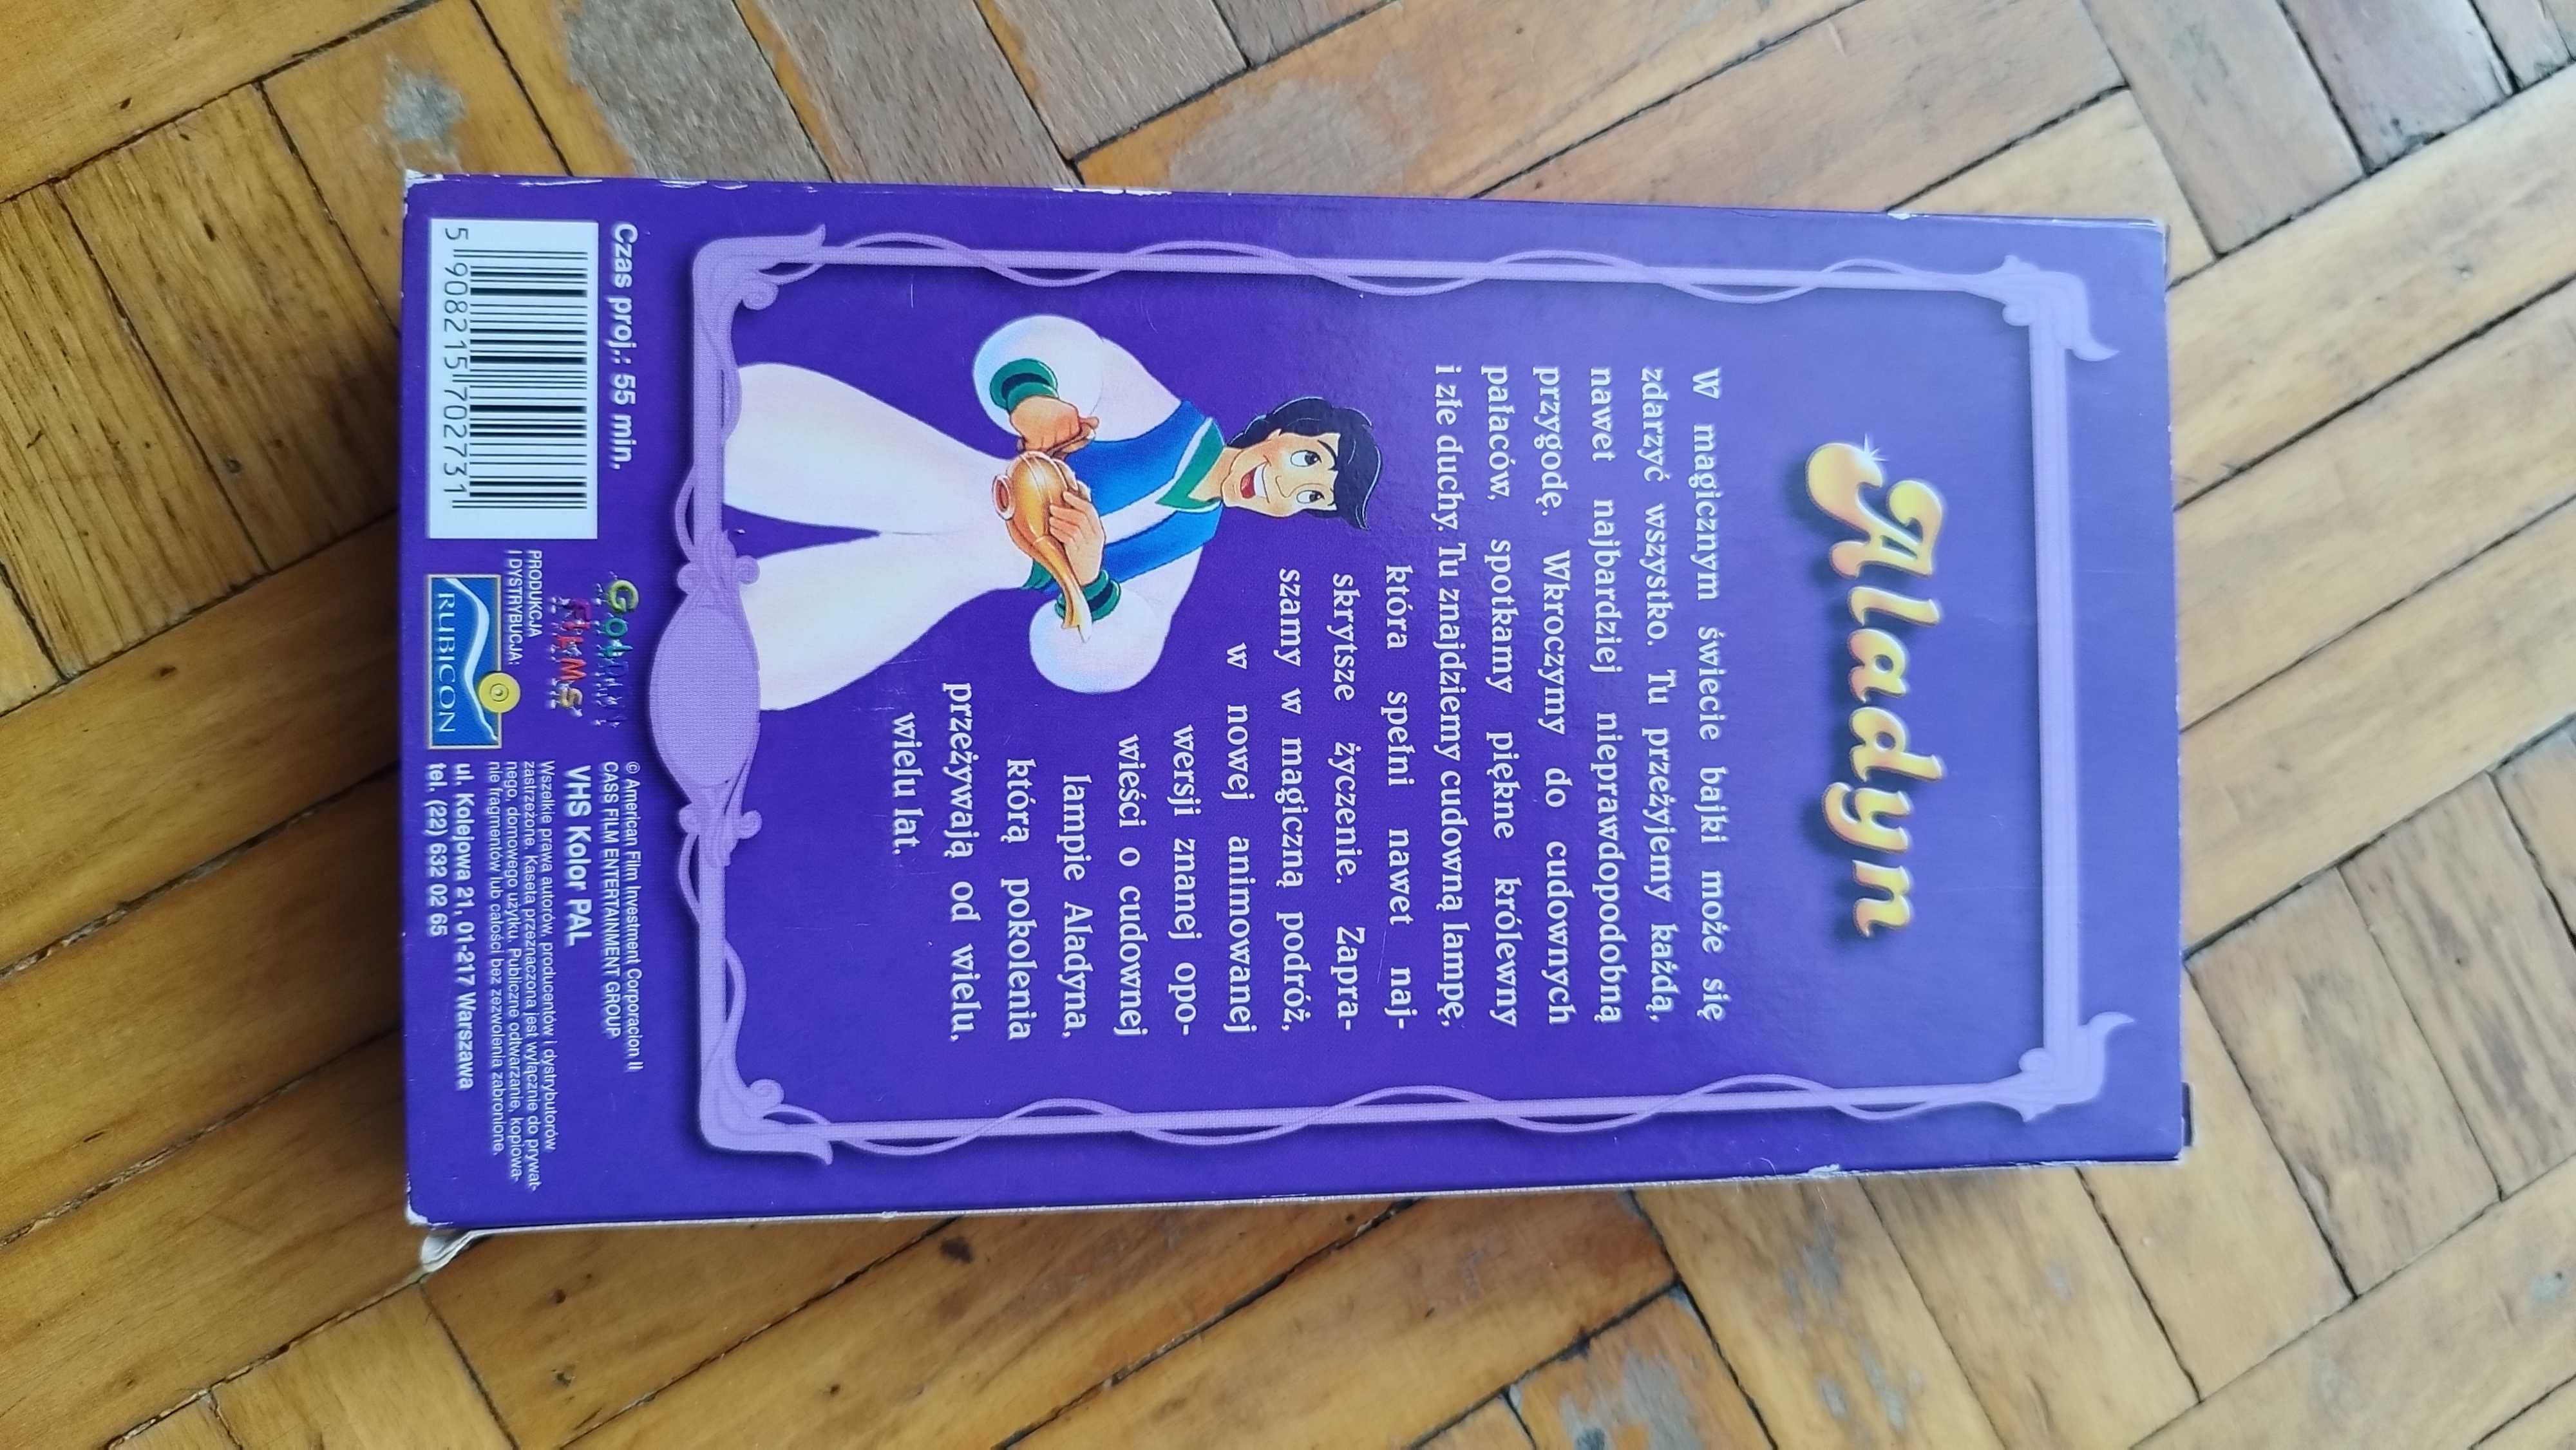 Aladyn
W magicznym świecie bajki może się
zdarzyć wszystko. Tu przeżyjemy każdą,
nawet najbardziej nieprawdopodobną
przygodę. Wkroczymy do cudownych
pałaców, spotkamy piękne królewny
i złe duchy. Tu znajdziemy cudowną lampę,
która spełni nawet naj-
skrytsze życzenie. Zapra-
szamy w magiczną podróż,
w nowej animowanej
wersji znanej opo-
wieści o cudownej
lampie Aladyna,
którą pokolenia
przeżywają od wielu,
wielu lat.
Czas proj.: 55 min.
5 908215 702731
GOLDEN
FILMS
PRODUKCJA
I DYSTRYBUCJA:
RUBICON
© American Film Investment Corporacion II
CASS FILM ENTERTAINMENT GROUP
VHS Kolor PAL
Wszelkie prawa autorów, producentów i dystrybutorów
zastrzeżone. Kaseta przeznaczona jest wyłącznie do prywat-
nego, domowego użytku. Publiczne odtwarzanie, kopiowa-
nie fragmentów lub całości bez zezwolenia zabronione.
ul. Kolejowa 21, 01-217 Warszawa
tel. (22) 632 02 65